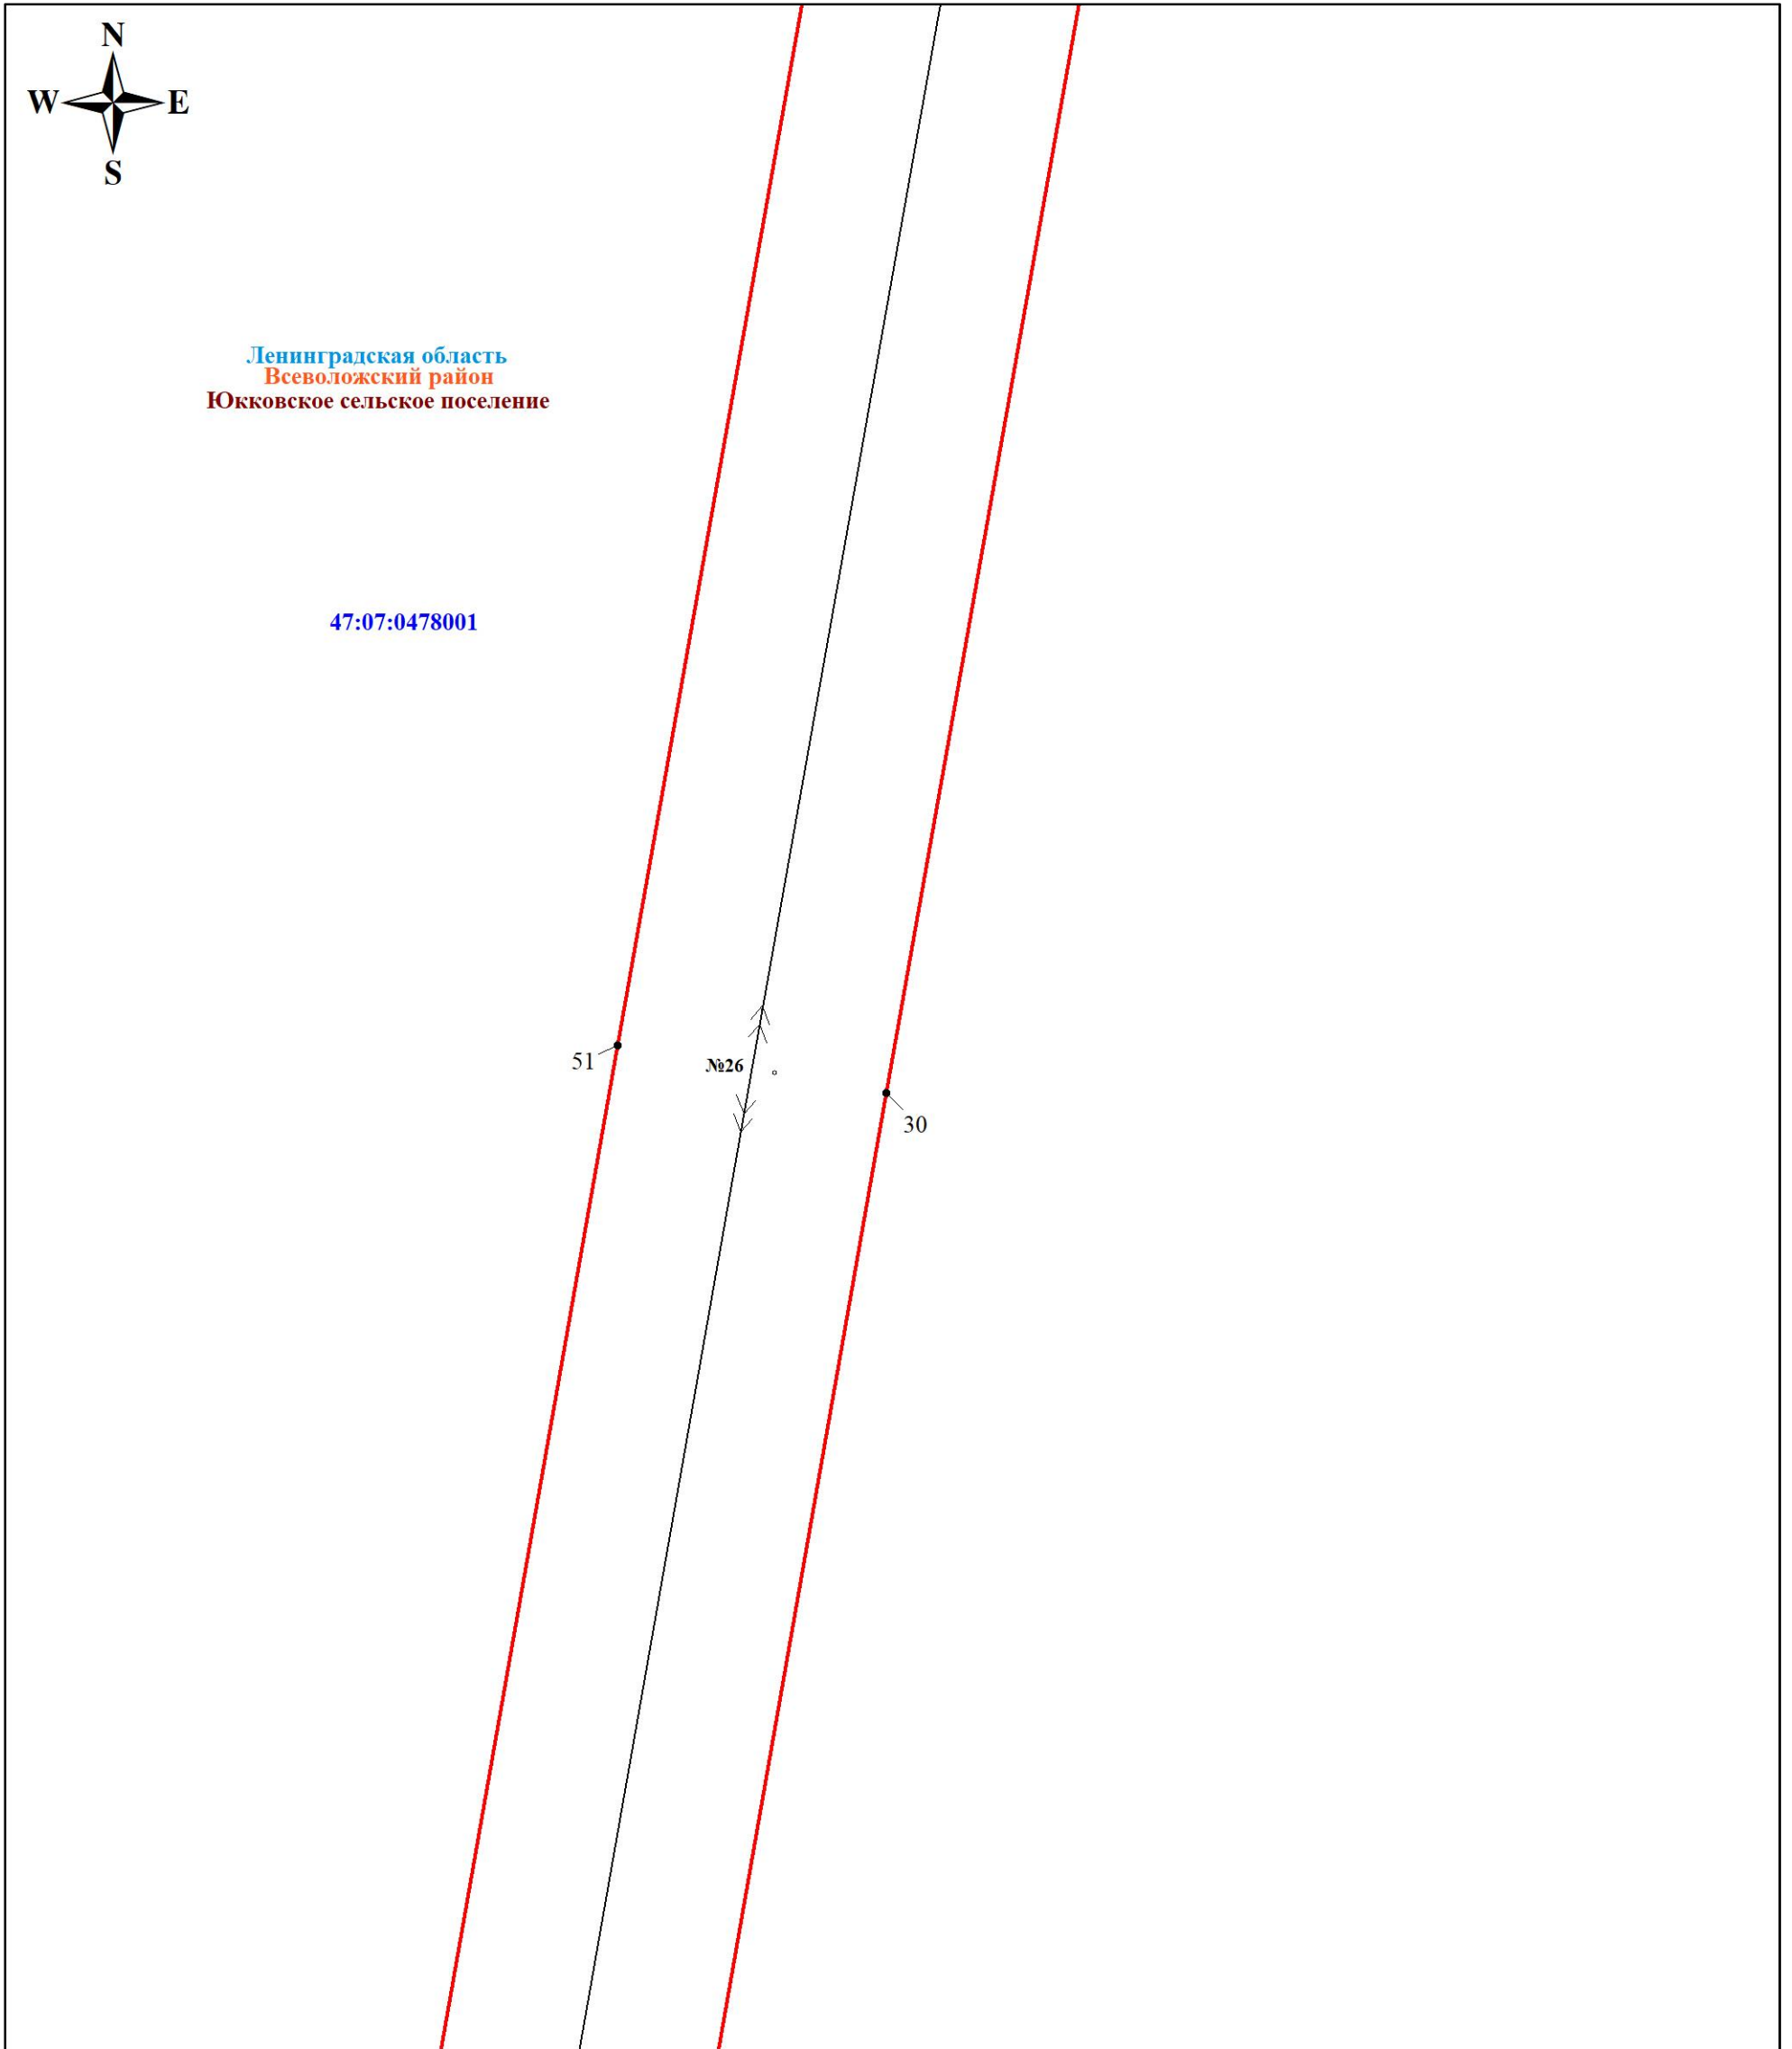 N
W E
S
Ленинградская область
Всеволожский район
Юкковское сельское поселение
47:07:0478001
51
№26
30